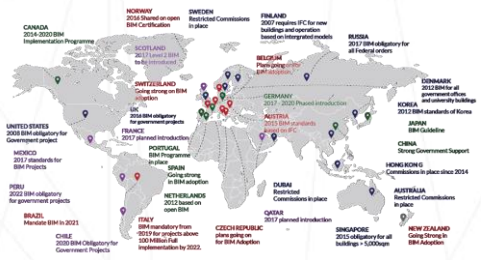 NORWAY
2016 Shared on open
BIM Certification
SWEDEN
Restricted Commissions
in place
FINLAND
2007 requires IFC for new
buildings and operation
based on intergrated models
RUSSIA
2017 BIM obligatory for
all Federal orders
CANADA
2014-2020 BIM
Implementation Programme
SCOTLAND
2017 Level 2 BIM
to be introduced
BELGIUM
Plans going on for
BIM adoption.
SWITZERLAND
Going strong on BIM
adoption
GERMANY
2017 - 2020 Phased introduction
DENMARK
2012 BIM for all
government offices
and university buildings
UK
2016 BIM obligatory
for government projects
AUSTRIA
2015 BIM standards
based on IFC
KOREA
2012 BIM standards of Korea
UNITED STATES
2008 BIM obligatory for
Government project
FRANCE
2017 planned introduction
JAPAN
BIM Guideline
MEXICO
2017 standards for
BIM Projects
PORTUGAL
BIM Programme
in place
SPAIN
Going strong
in BIM adoption
CHINA
Strong Government Support
HONG KONG
Commissions in place since 2014
PERU
2022 BIM obligatory
for government projects
NETHERLANDS
2012 based on
open BIM
DUBAI
Restricted
Commissions in place
AUSTRALIA
Restricted Commissions
in place
BRAZIL
Mandate BIM in 2021
ITALY
BIM mandatory from
2019 for projects above
100 Million Full
implementation by 2022.
CZECH REPUBLIC
plans going on
for BIM Adoption
QATAR
2017 planned introduction
CHILE
2020 BIM Obligatory for
Government Projects
SINGAPORE
2015 obligatory for all
buildings > 5,000sqm
NEW ZEALAND
Going Strong in
BIM Adoption